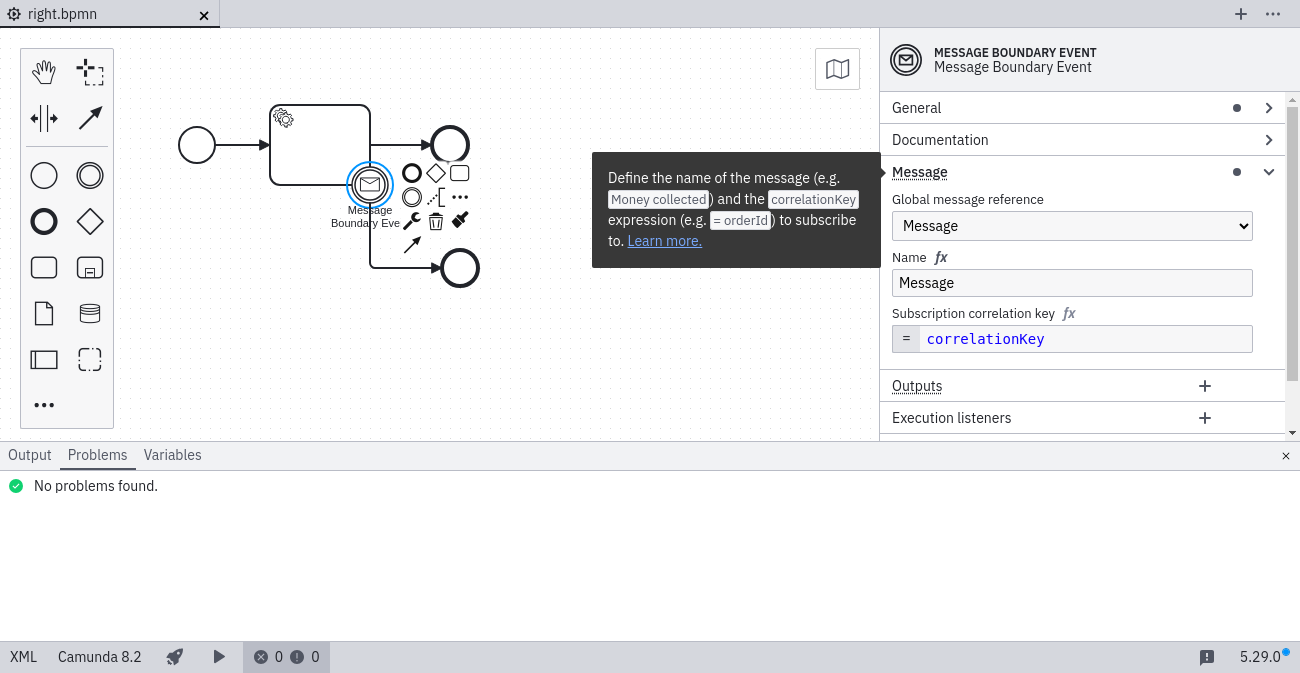 right.bpmn
MESSAGE BOUNDARY EVENT
Message Boundary Event
General
Documentation
Message
Global message reference
Message
Name fx
Message
Subscription correlation key fx
= correlationKey
Outputs
Execution listeners
Define the name of the message (e.g.
Money collected) and the correlationKey
expression (e.g. = orderId) to subscribe
to. Learn more.
Message
Boundary Eve
Output Problems Variables
No problems found.
XML Camunda 8.2 0 0 5.29.0